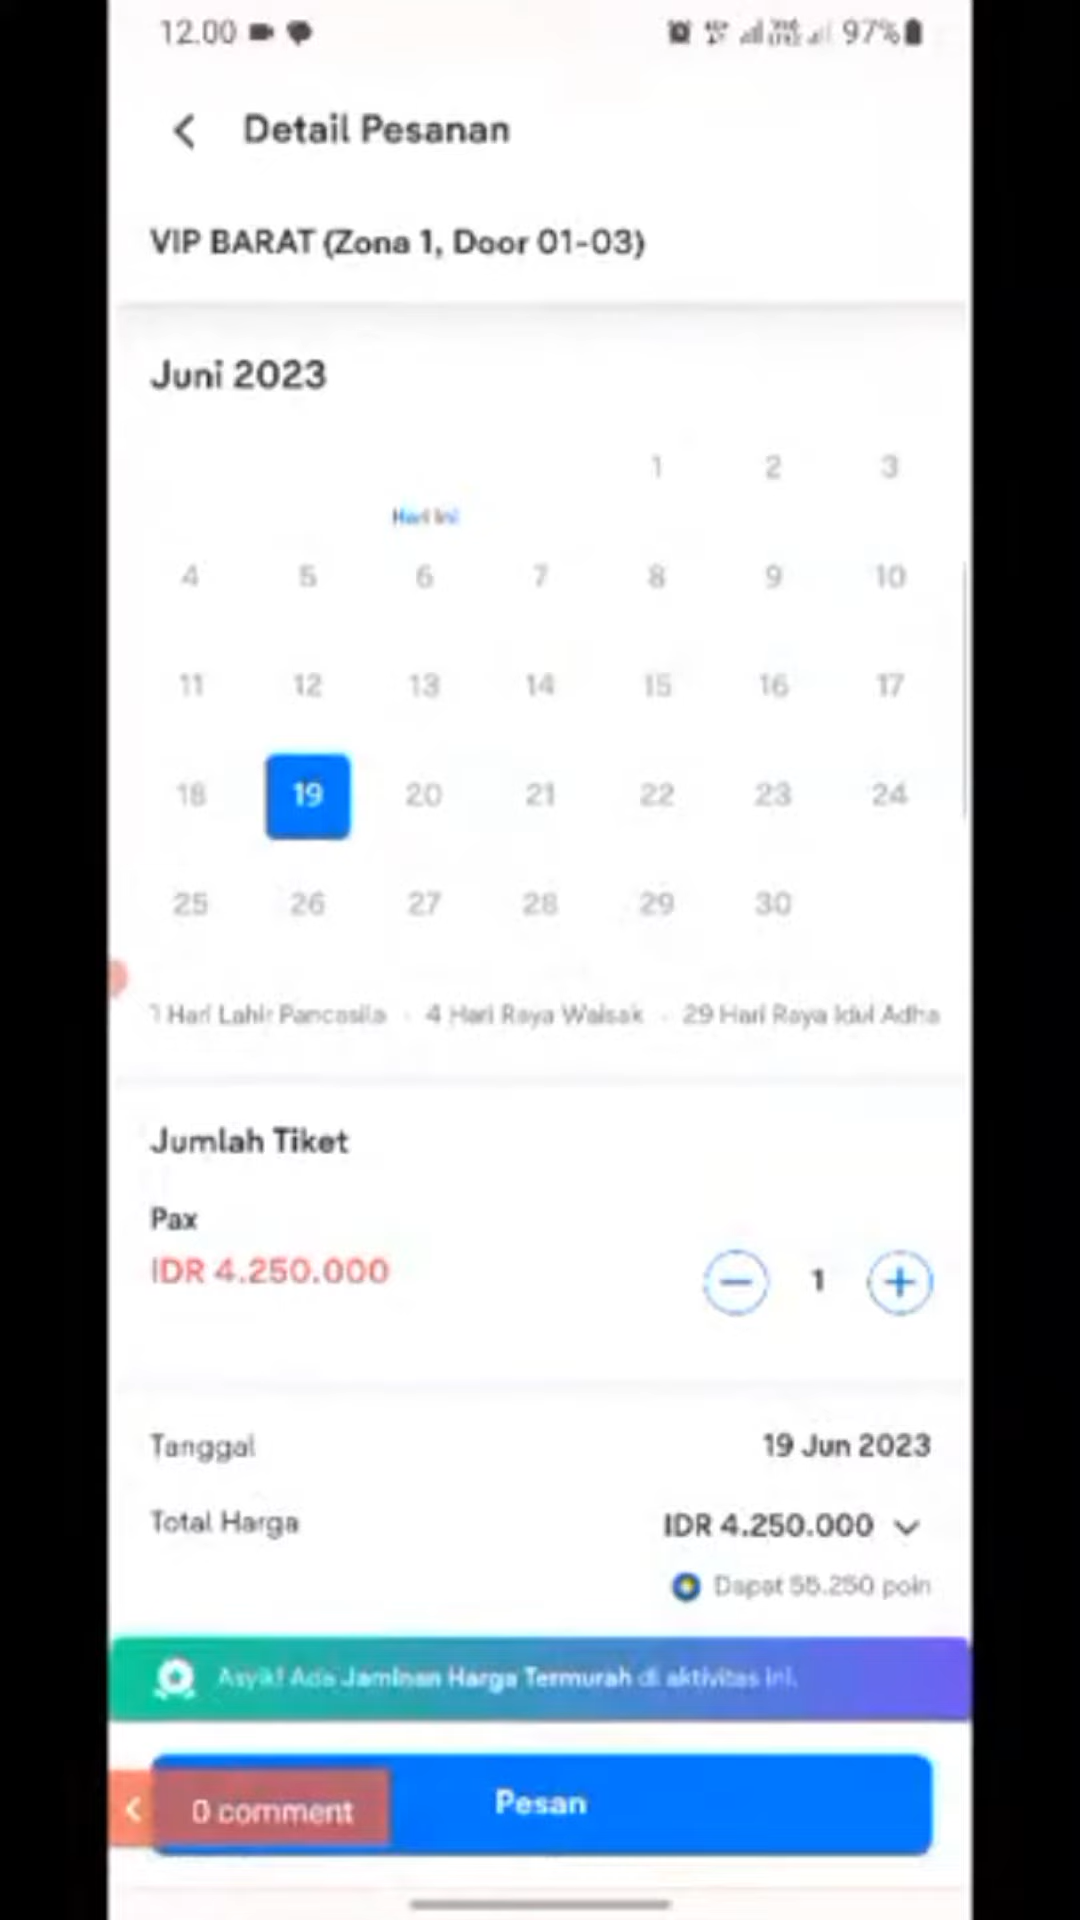 12.00 97%
Detail Pesanan
VIP BARAT (Zona 1, Door 01-03)
Juni 2023
1 2 3
Hari Ini
4 5 6 7 8 9 10
11 12 13 14 15 16 17
18 19 20 21 22 23 24
25 26 27 28 29 30
1 Hari Lahir Pancasila · 4 Hari Raya Waisak · 29 Hari Raya Idul Adha
Jumlah Tiket
Pax
IDR 4.250.000
1
Tanggal 19 Jun 2023
Total Harga IDR 4.250.000
Dapat 55.250 poin
Asyik! Ada Jaminan Harga Termurah di aktivitas ini.
0 comment
Pesan